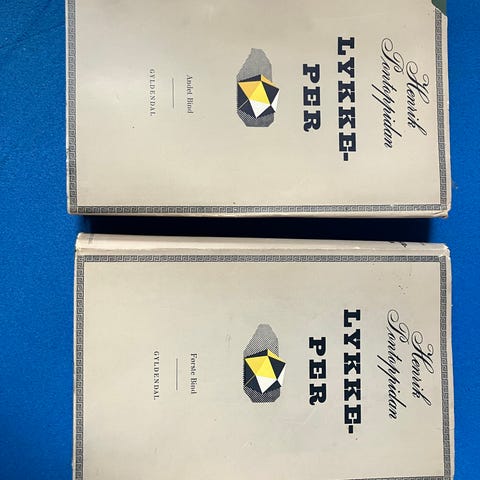 Henrik
Pontoppidan
LYKKE-
PER
Andet Bind
GYLDENDAL
Henrik
Pontoppidan
LYKKE-
PER
Første Bind
GYLDENDAL